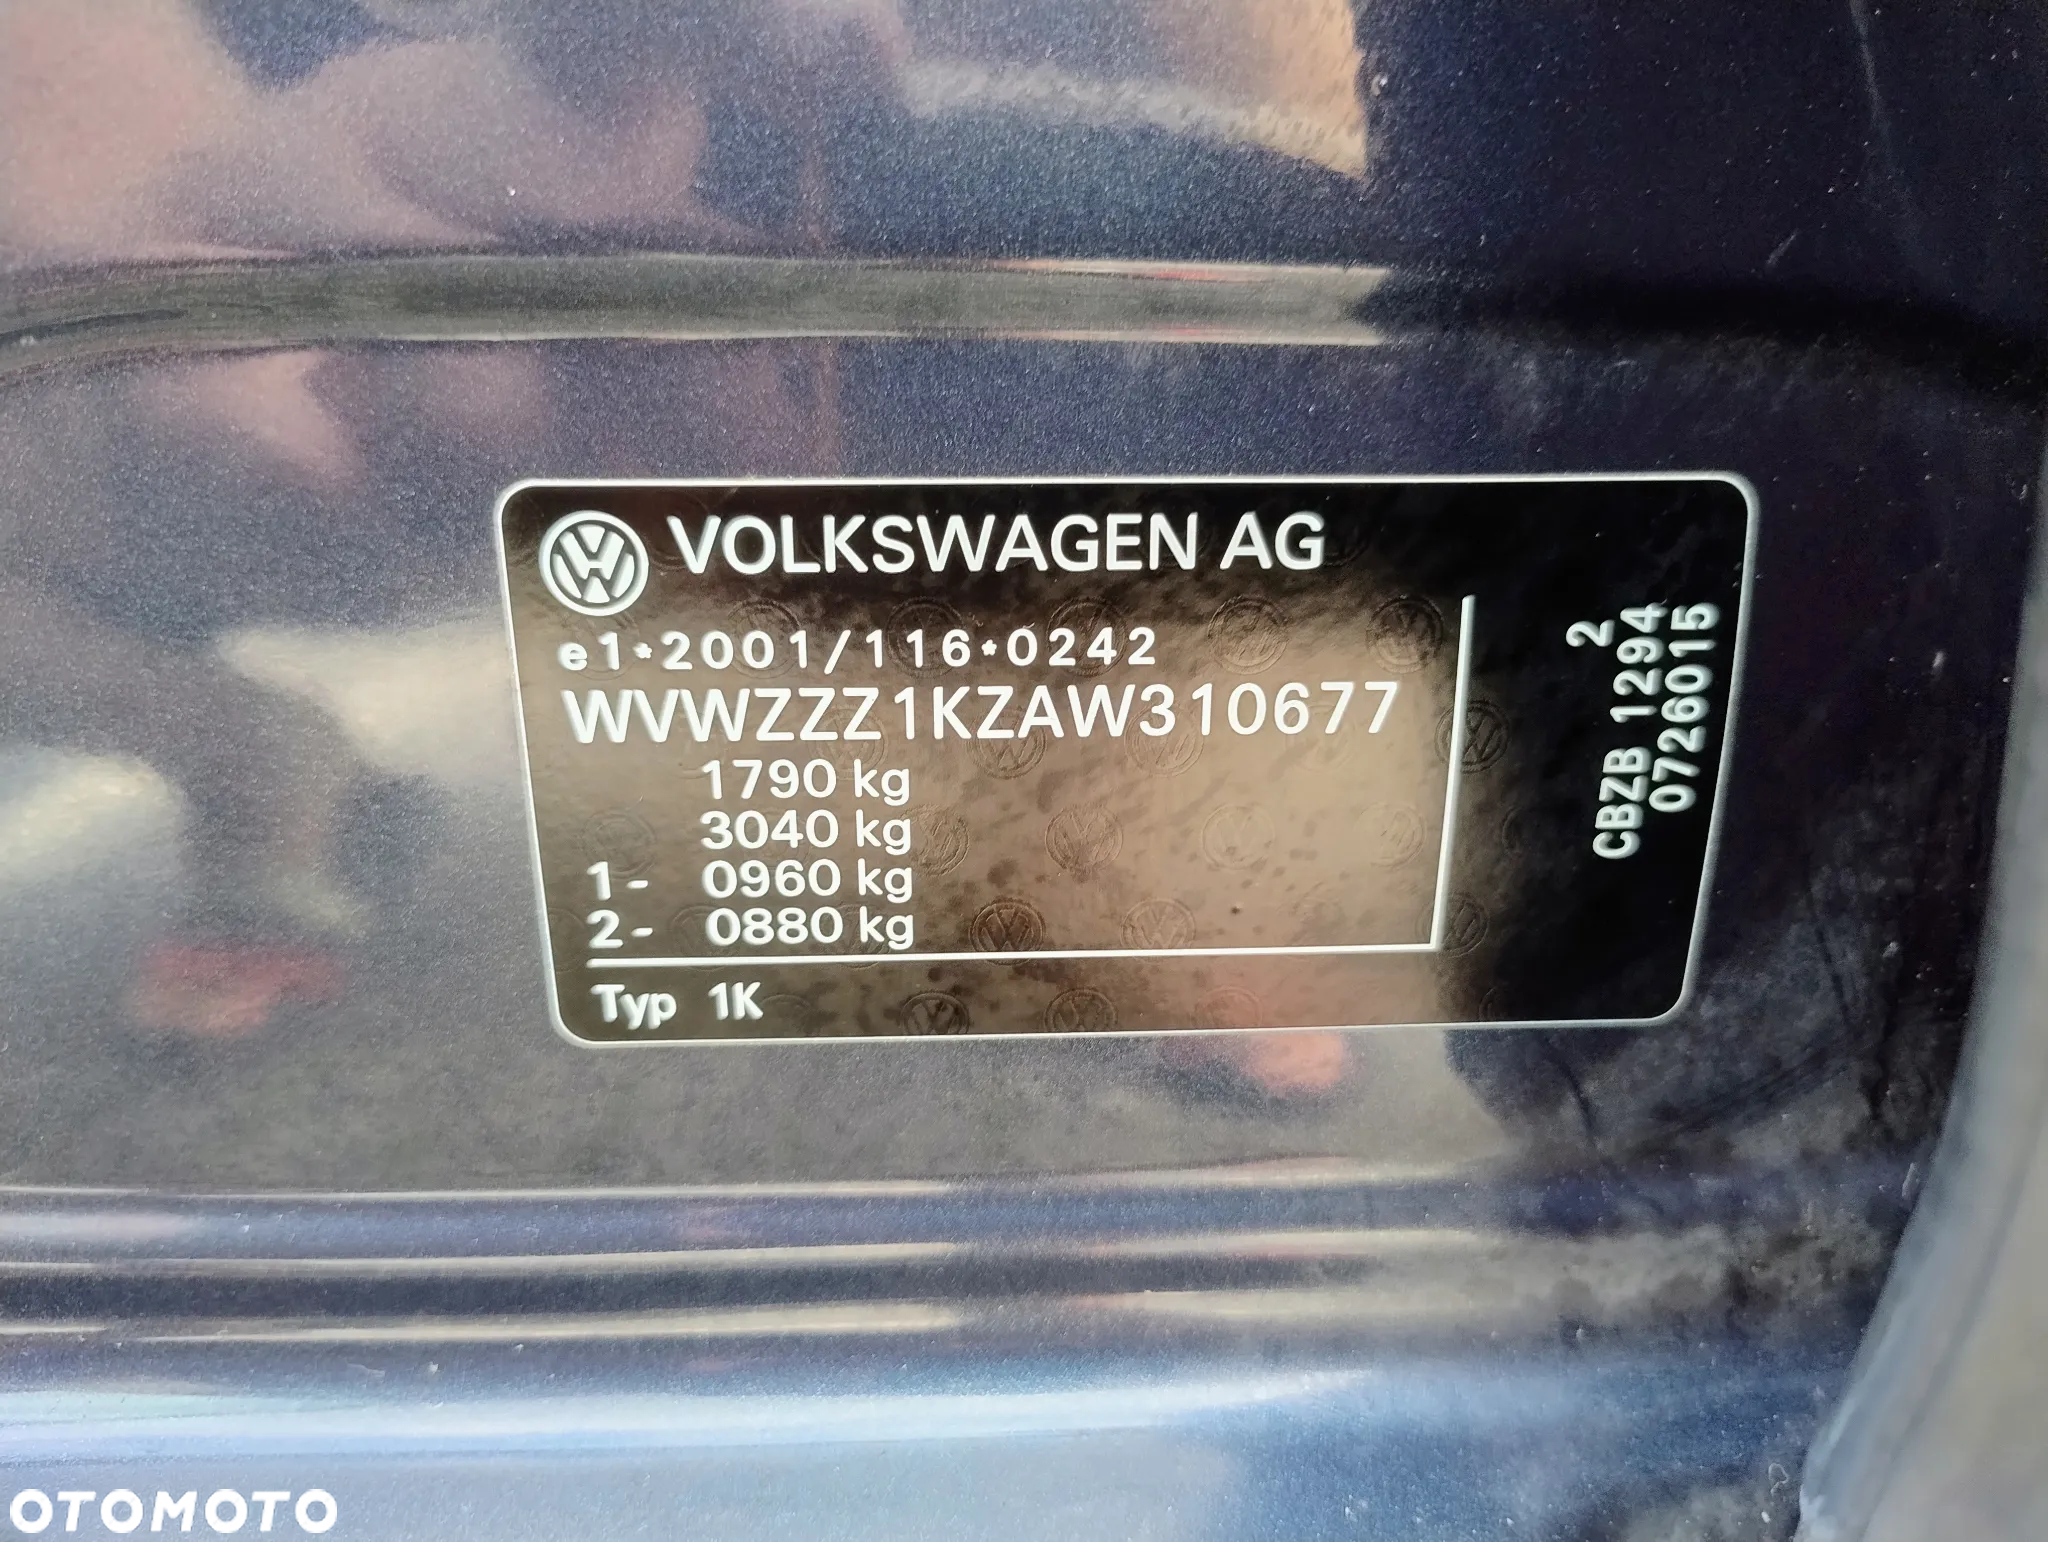 VOLKSWAGEN AG
e1*2001/116*0242
WVWZZZ1KZAW310677
1790 kg
3040 kg
1- 0960 kg
2- 0880 kg
Typ 1K
2
CBZB 1294
0726015
OTOMOTO